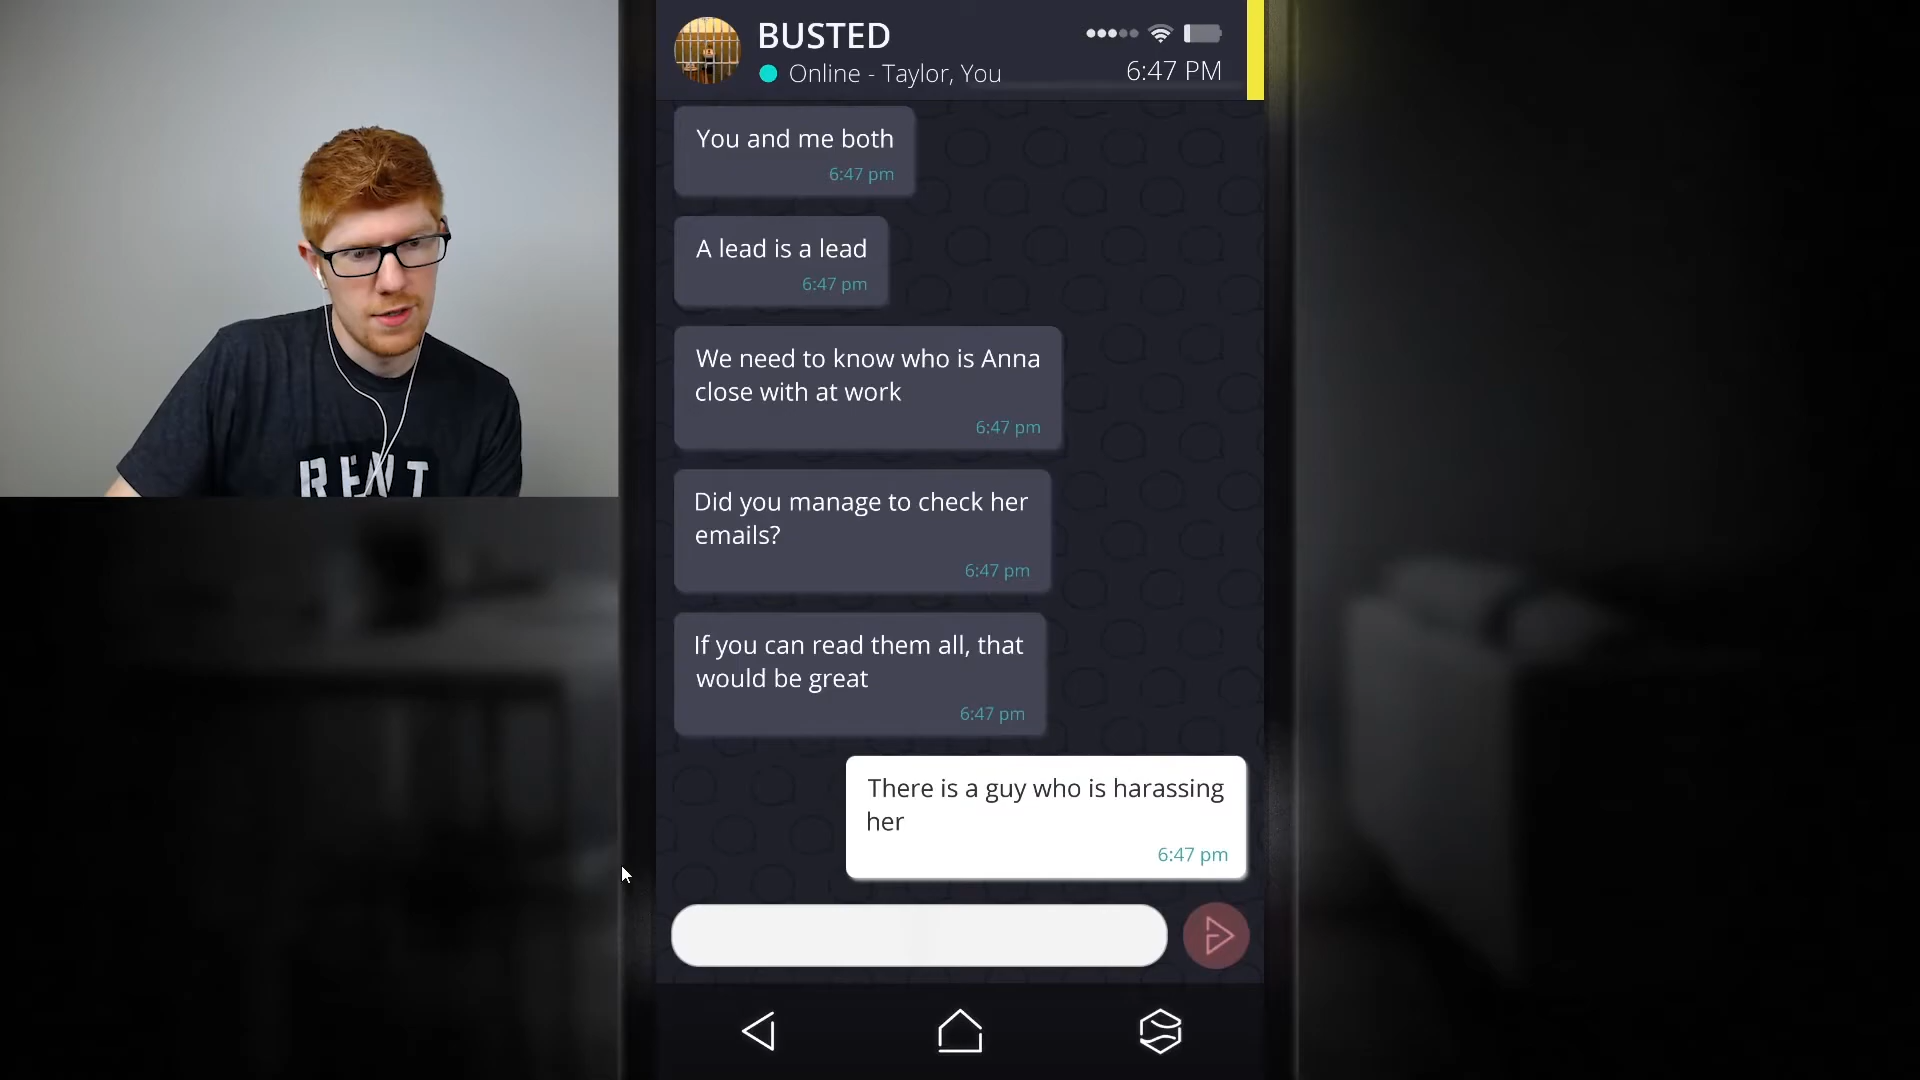 BUSTED
Online - Taylor, You
6:47 PM
You and me both
6:47 pm
A lead is a lead
6:47 pm
We need to know who is Anna
close with at work
6:47 pm
Did you manage to check her
emails?
6:47 pm
If you can read them all, that
would be great
6:47 pm
There is a guy who is harassing
her
6:47 pm
RENT